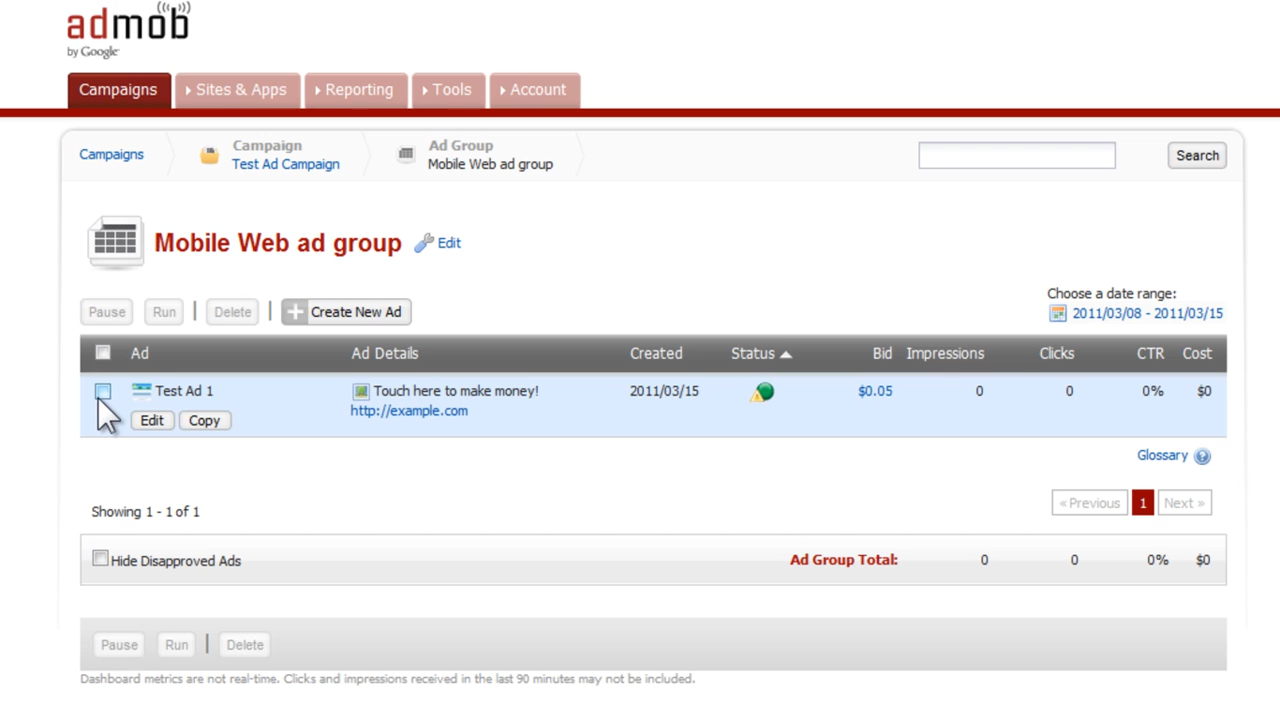 admob
by Google
Campaigns Sites & Apps Reporting Tools Account
Campaigns
Campaign
Test Ad Campaign
Ad Group
Mobile Web ad group
Search
Mobile Web ad group Edit
Pause Run | Delete | Create New Ad
Choose a date range:
2011/03/08 - 2011/03/15
Ad Ad Details Created Status Bid Impressions Clicks CTR Cost
Test Ad 1 Touch here to make money! 2011/03/15 $0.05 0 0 0% $0
http://example.com
Edit Copy
Glossary ?
« Previous 1 Next »
Showing 1 - 1 of 1
Hide Disapproved Ads Ad Group Total: 0 0 0% $0
Pause Run | Delete
Dashboard metrics are not real-time. Clicks and impressions received in the last 90 minutes may not be included.